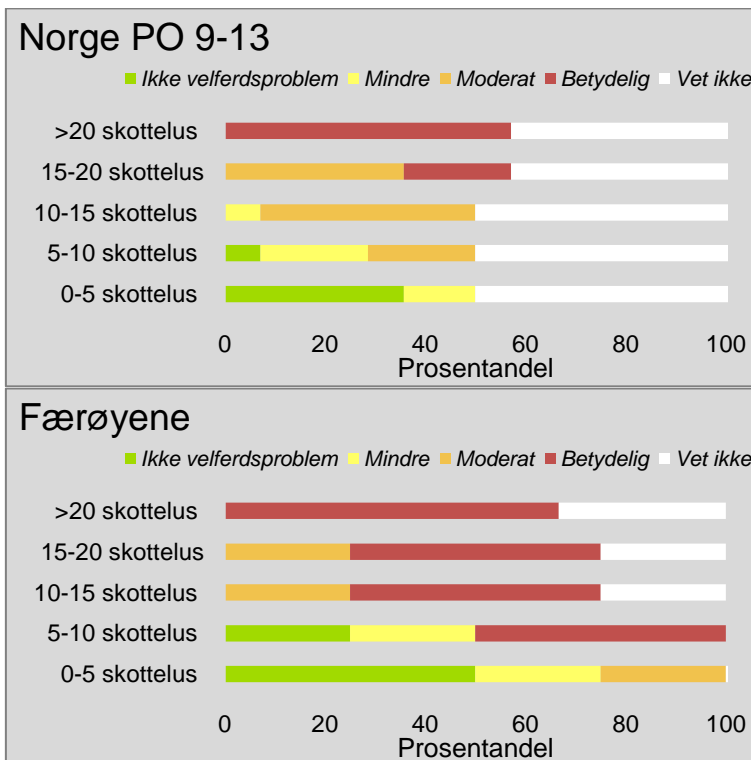 Norge PO 9-13
Ikke velferdsproblem Mindre Moderat Betydelig Vet ikke
>20 skottelus
15-20 skottelus
10-15 skottelus
5-10 skottelus
0-5 skottelus
0 20 40 60 80 100
Prosentandel
Færøyene
Ikke velferdsproblem Mindre Moderat Betydelig Vet ikke
>20 skottelus
15-20 skottelus
10-15 skottelus
5-10 skottelus
0-5 skottelus
0 20 40 60 80 100
Prosentandel